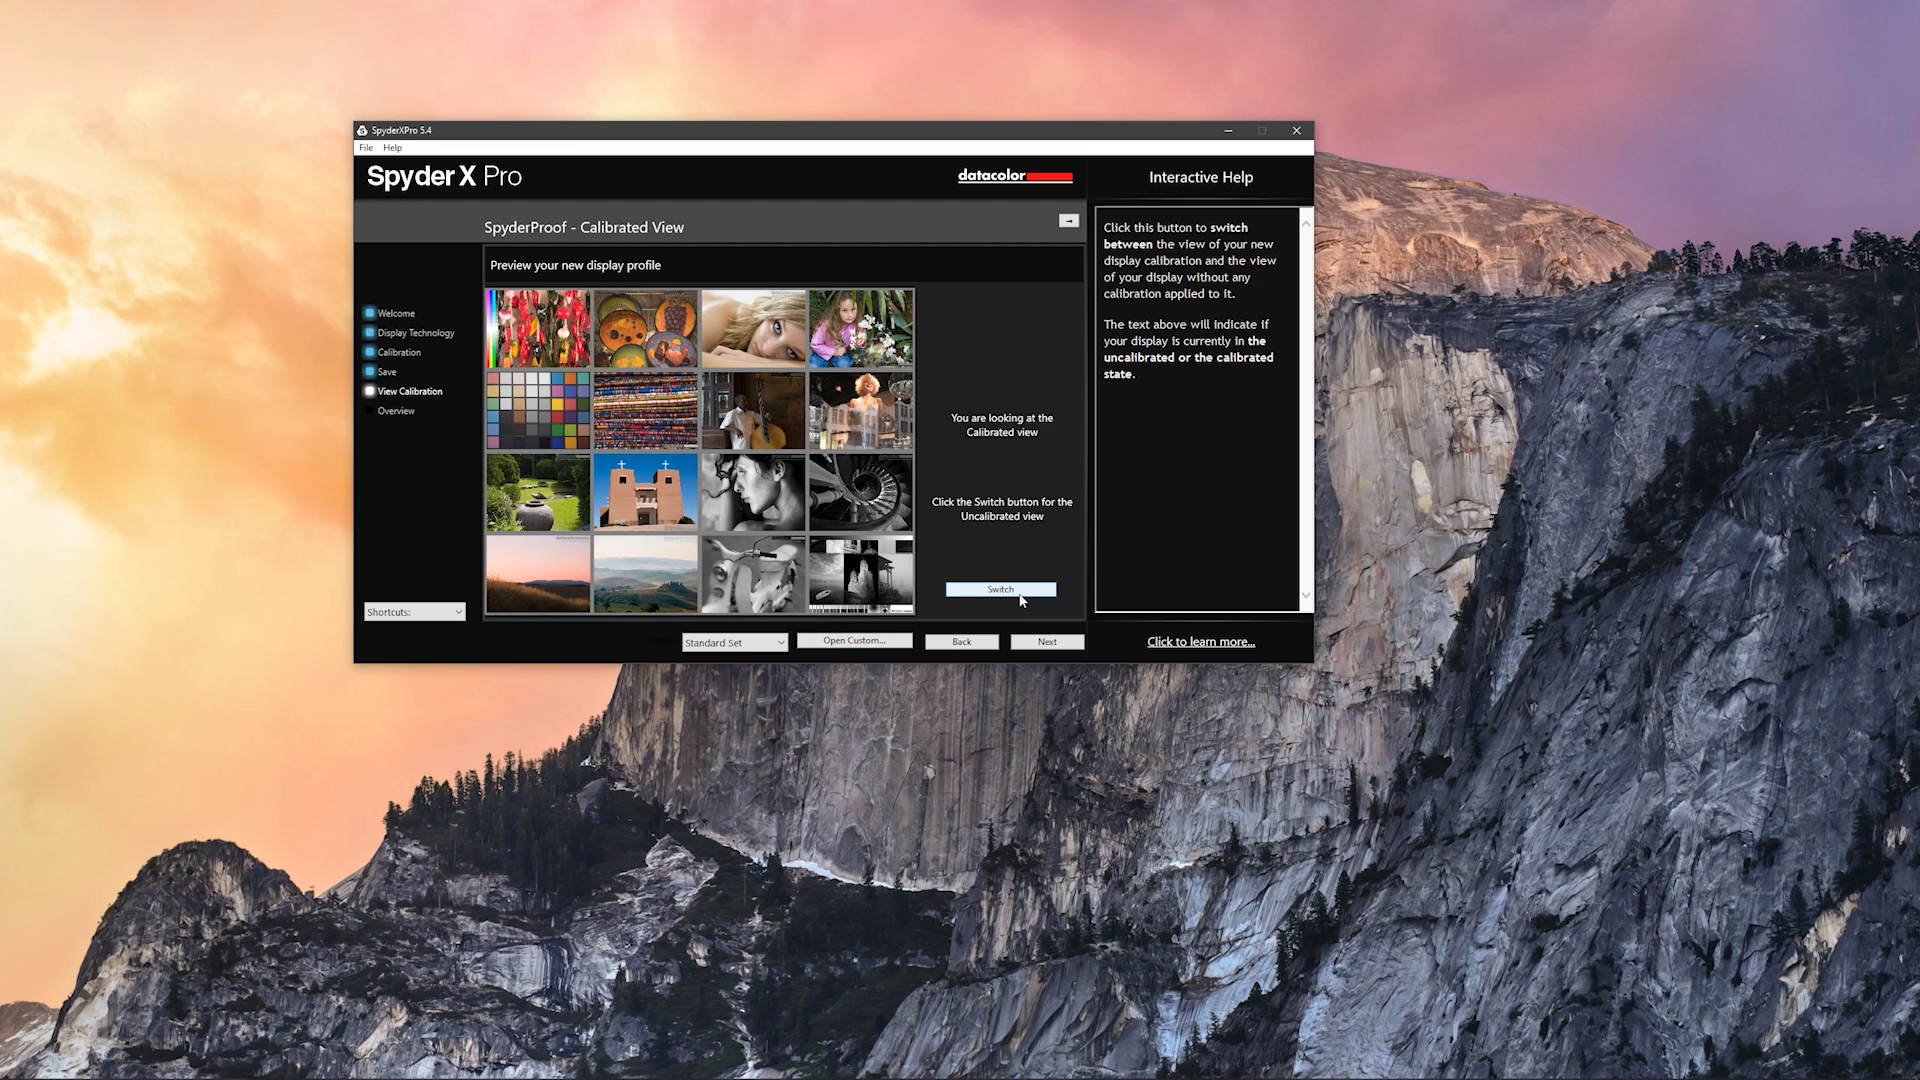 SpyderXPro 5.4
File Help
Spyder X Pro
datacolor
Interactive Help
SpyderProof - Calibrated View
Preview your new display profile
Welcome
Display Technology
Calibration
Save
View Calibration
Overview
Shortcuts:
You are looking at the
Calibrated view
Click the Switch button for the
Uncalibrated view
Switch
Standard Set
Open Custom...
Back
Next
Click this button to switch
between the view of your new
display calibration and the view
of your display without any
calibration applied to it.
The text above will indicate if
your display is currently in the
uncalibrated or the calibrated
state.
Click to learn more...